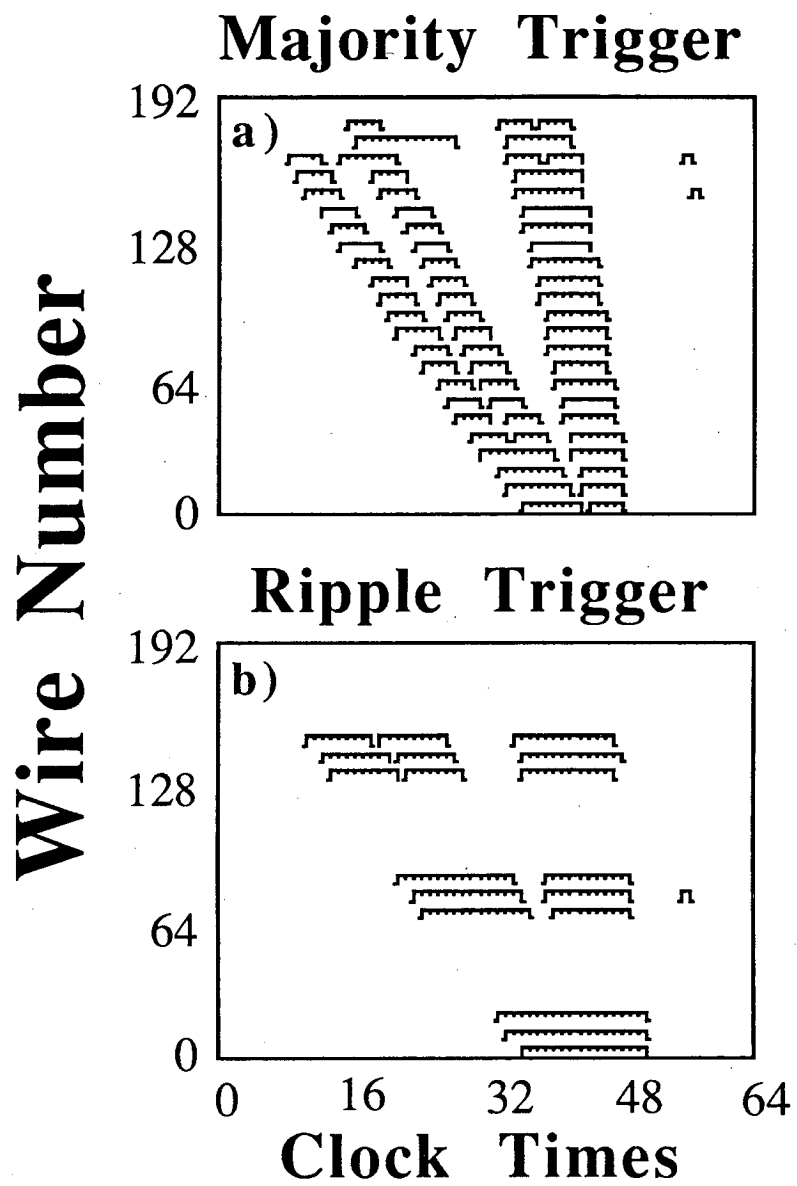 Majority Trigger
192
a)
128
64
0
Wire Number
Ripple Trigger
192
b)
128
64
0
0 16 32 48 64
Clock Times